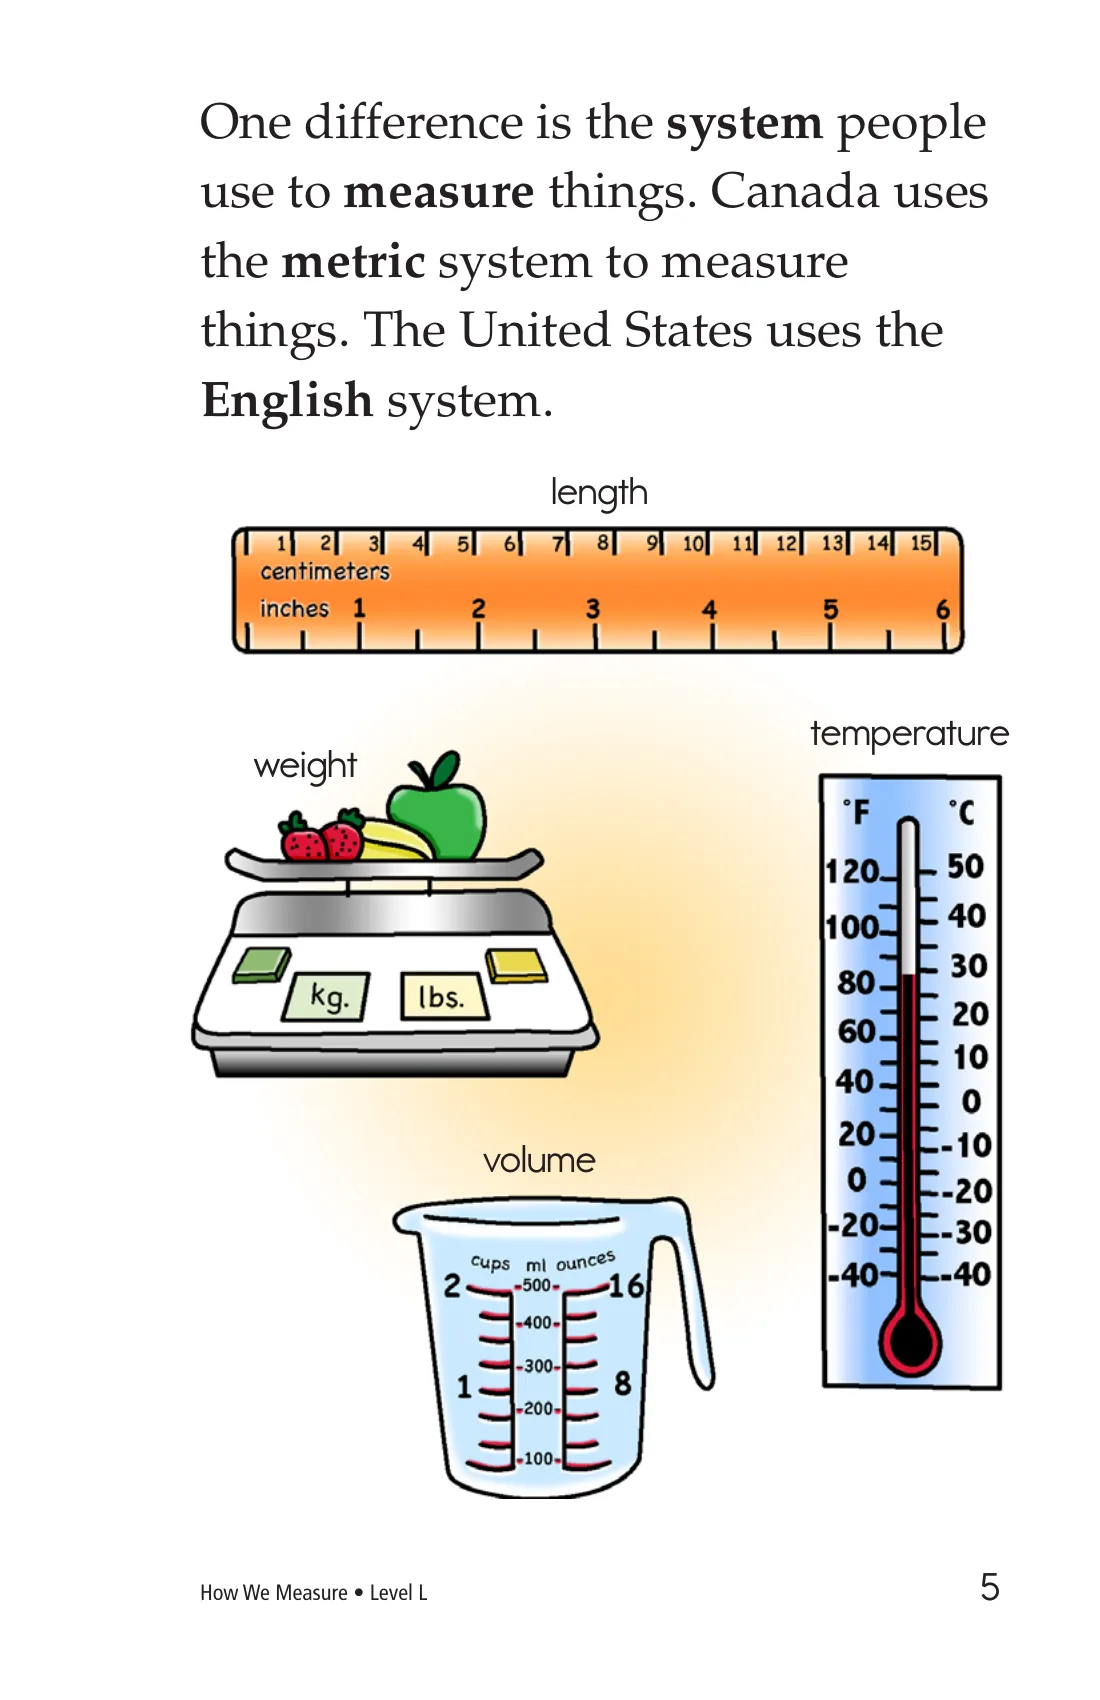 One difference is the system people
use to measure things. Canada uses
the metric system to measure
things. The United States uses the
English system.
length
1 2 3 4 5 6 7 8 9 10 11 12 13 14 15
centimeters
inches 1 2 3 4 5 6
weight
kg. lbs.
temperature
°F °C
120 50
100 40
80 30
60 20
40 10
20 0
0 -10
-20 -20
-40 -30
-40
volume
cups ml ounces
2 -500- 16
-400-
-300-
1 8
-200-
-100-
How We Measure • Level L
5